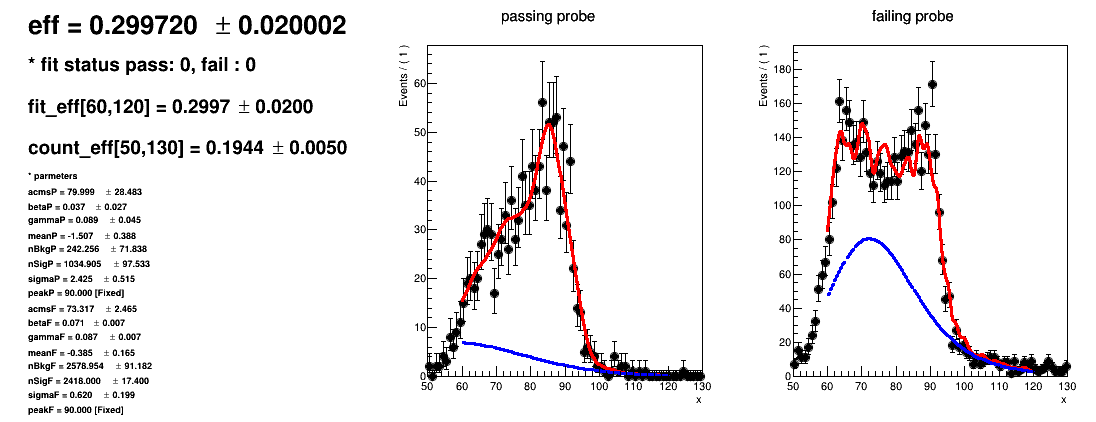 eff = 0.299720 ± 0.020002
* fit status pass: 0, fail : 0
fit_eff[60,120] = 0.2997 ± 0.0200
count_eff[50,130] = 0.1944 ± 0.0050
* parmeters
acmsP = 79.999 ± 28.483
betaP = 0.037 ± 0.027
gammaP = 0.089 ± 0.045
meanP = -1.507 ± 0.388
nBkgP = 242.256 ± 71.838
nSigP = 1034.905 ± 97.533
sigmaP = 2.425 ± 0.515
peakP = 90.000 [Fixed]
acmsF = 73.317 ± 2.465
betaF = 0.071 ± 0.007
gammaF = 0.087 ± 0.007
meanF = -0.385 ± 0.165
nBkgF = 2578.954 ± 91.182
nSigF = 2418.000 ± 17.400
sigmaF = 0.620 ± 0.199
peakF = 90.000 [Fixed]
passing probe
Events / ( 1 )
60
50
40
30
20
10
0
50 60 70 80 90 100 110 120 130
x
failing probe
Events / ( 1 )
180
160
140
120
100
80
60
40
20
0
50 60 70 80 90 100 110 120 130
x